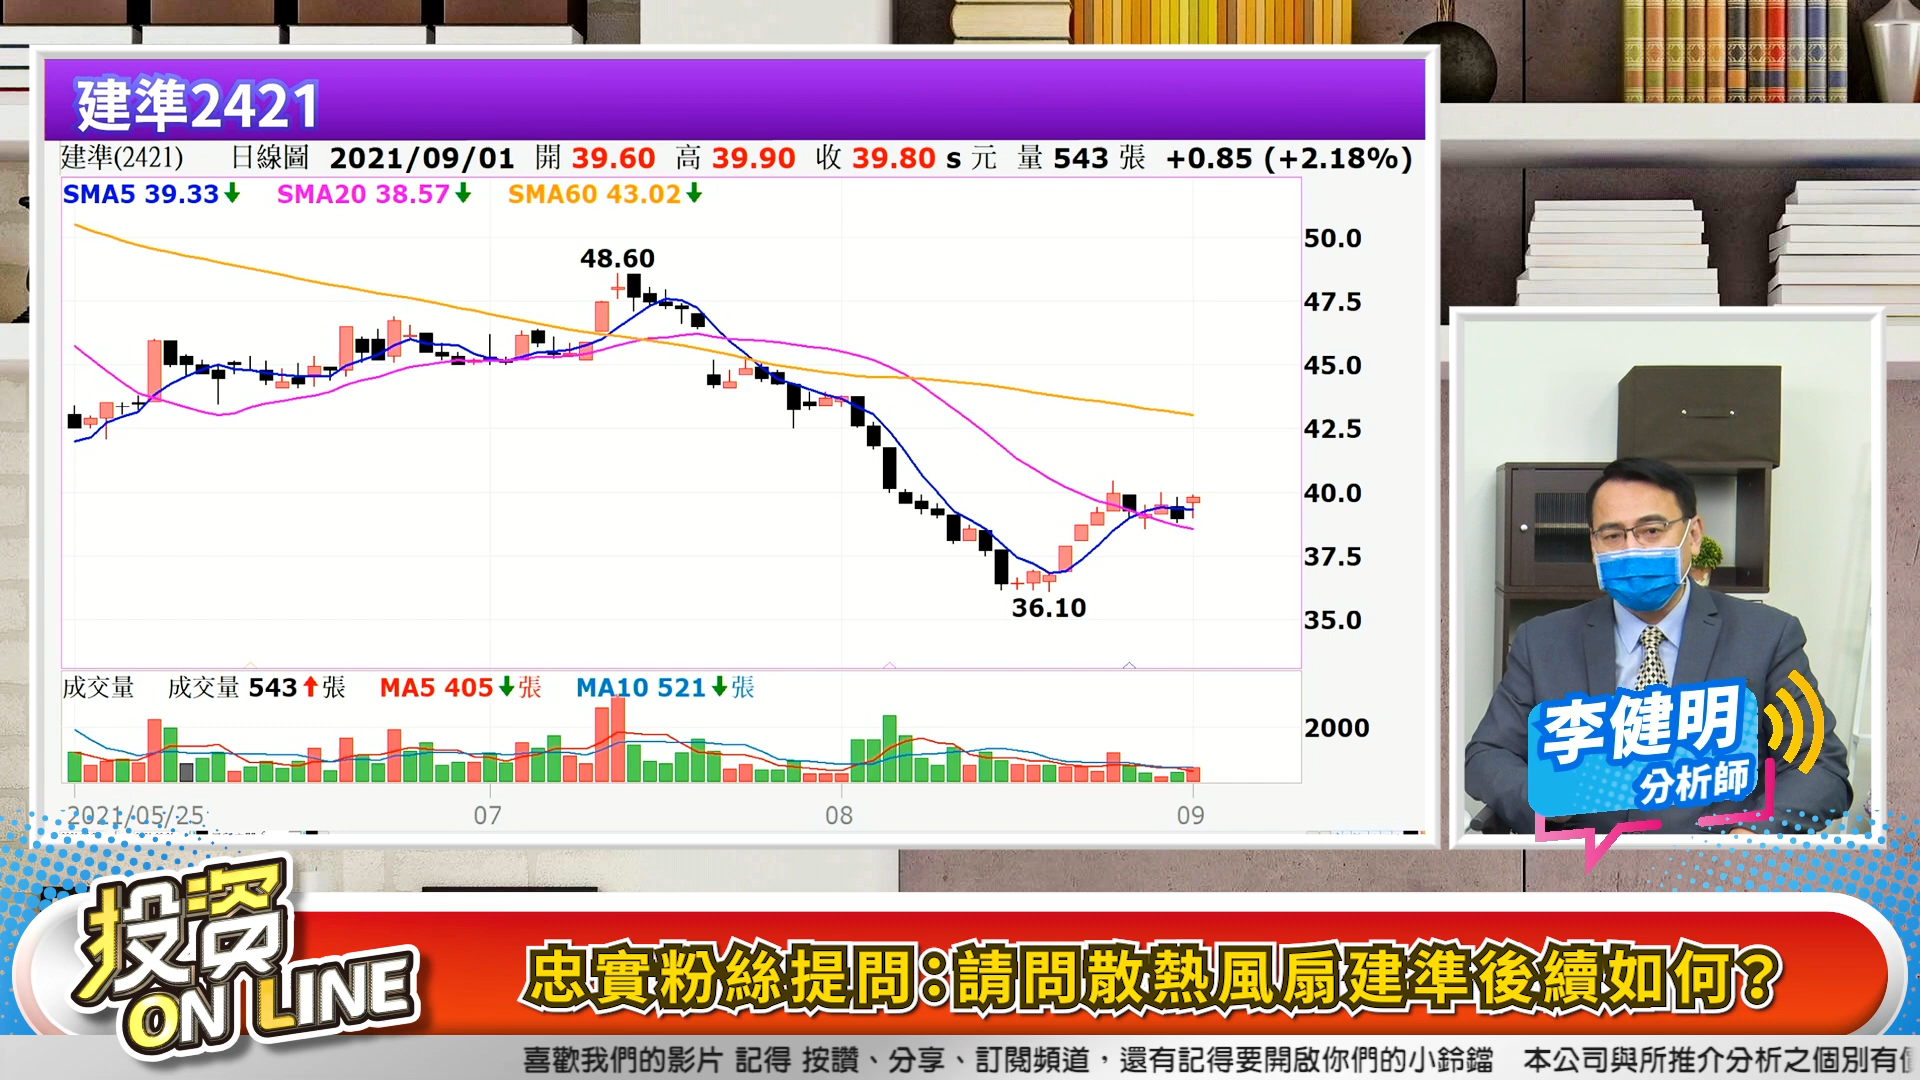 建準2421
建準(2421) 日線圖 2021/09/01 開 39.60 高 39.90 收 39.80 s 元 量 543 張 +0.85 (+2.18%)
SMA5 39.33↓ SMA20 38.57↓ SMA60 43.02↓
48.60
50.0
47.5
45.0
42.5
40.0
37.5
36.10
35.0
成交量 成交量 543↑張 MA5 405↓張 MA10 521↓張
2000
2021/05/25 07 08 09
李健明
分析師
投資
ON LINE
忠實粉絲提問：請問散熱風扇建準後續如何？
喜歡我們的影片 記得 按讚、分享、訂閱頻道，還有記得要開啟你們的小鈴鐺 本公司與所推介分析之個別有